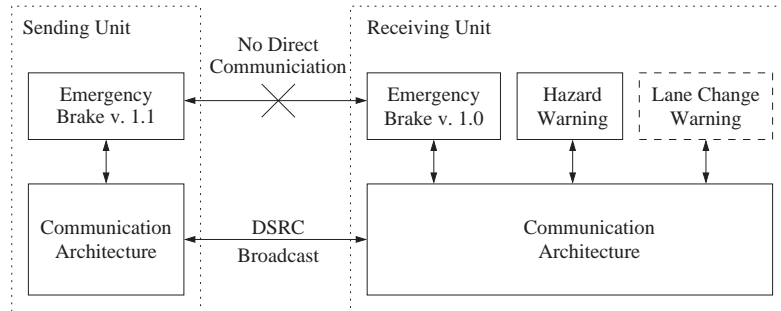 Sending Unit
Receiving Unit
No Direct
Communiciation
Emergency
Brake v. 1.1
Emergency
Brake v. 1.0
Hazard
Warning
Lane Change
Warning
Communication
Architecture
DSRC
Broadcast
Communication
Architecture